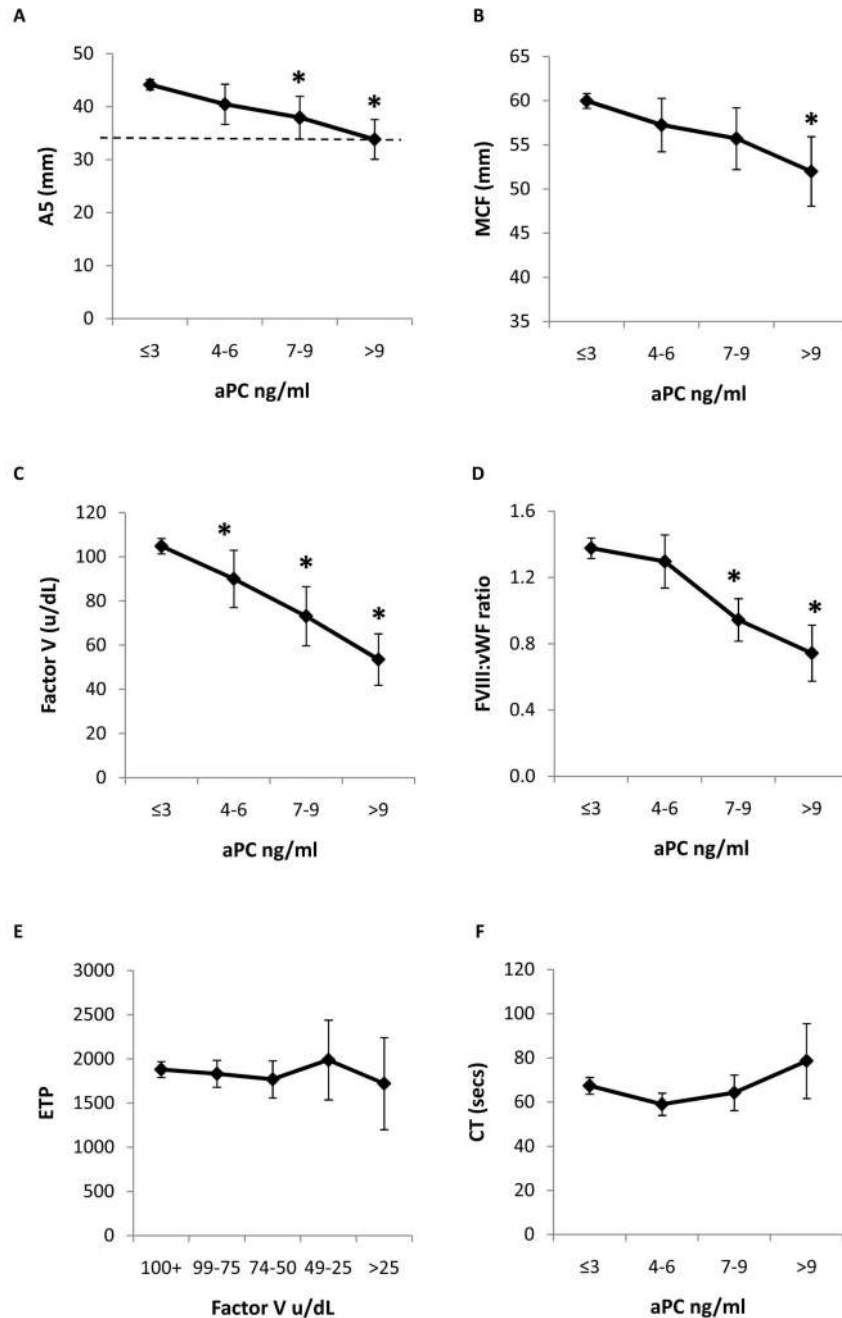 A
50
40
30
20
10
0
A5 (mm)
*
*
≤3 4-6 7-9 >9
aPC ng/ml
B
65
60
55
50
45
40
35
MCF (mm)
*
≤3 4-6 7-9 >9
aPC ng/ml
C
120
100
80
60
40
20
0
Factor V (u/dL)
*
*
*
≤3 4-6 7-9 >9
aPC ng/ml
D
1.6
1.2
0.8
0.4
0.0
FVIII:vWF ratio
*
*
≤3 4-6 7-9 >9
aPC ng/ml
E
3000
2500
2000
1500
1000
500
0
ETP
100+ 99-75 74-50 49-25 >25
Factor V u/dL
F
120
100
80
60
40
20
0
CT (secs)
≤3 4-6 7-9 >9
aPC ng/ml